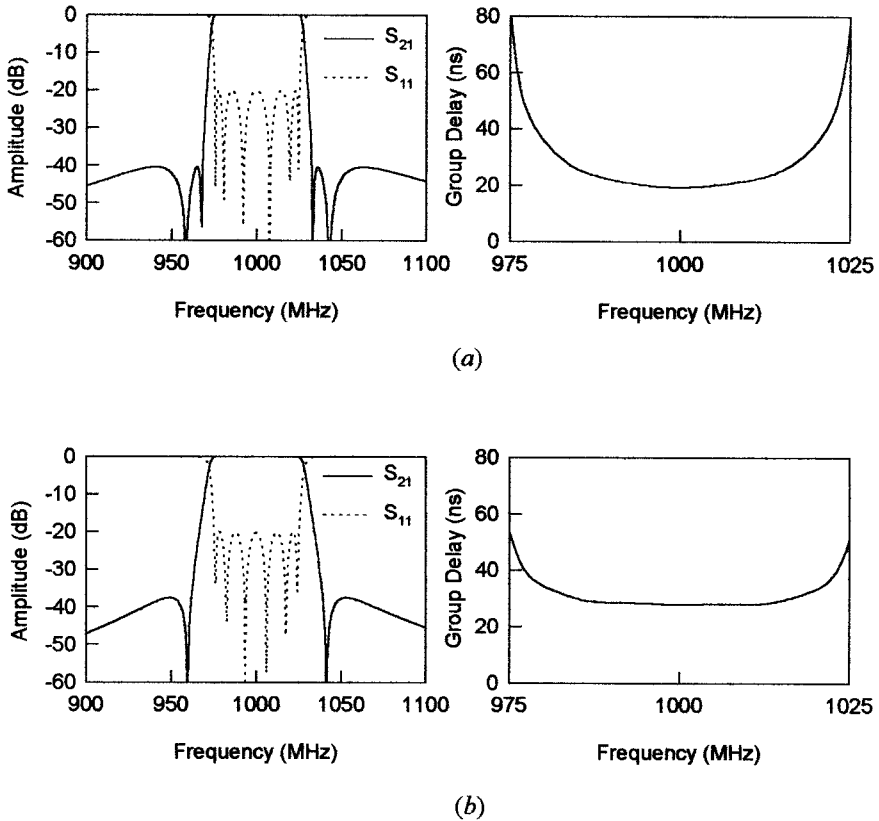 Amplitude (dB)
0
-10
-20
-30
-40
-50
-60
S21
S11
900
950
1000
1050
1100
Frequency (MHz)
Group Delay (ns)
80
60
40
20
0
975
1000
1025
Frequency (MHz)
(a)
Amplitude (dB)
0
-10
-20
-30
-40
-50
-60
S21
S11
900
950
1000
1050
1100
Frequency (MHz)
Group Delay (ns)
80
60
40
20
0
975
1000
1025
Frequency (MHz)
(b)